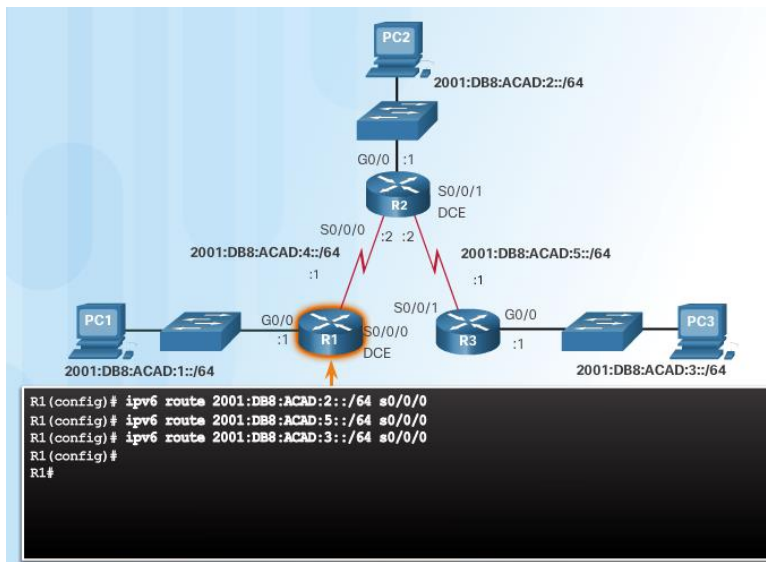 PC2
2001:DB8:ACAD:2::/64
G0/0 :1
R2
S0/0/1
DCE
S0/0/0 :2 :2
2001:DB8:ACAD:4::/64
2001:DB8:ACAD:5::/64
:1
:1
PC1
G0/0
:1
R1
S0/0/0
DCE
S0/0/1
R3
G0/0
:1
PC3
2001:DB8:ACAD:1::/64
2001:DB8:ACAD:3::/64
R1(config)# ipv6 route 2001:DB8:ACAD:2::/64 s0/0/0
R1(config)# ipv6 route 2001:DB8:ACAD:5::/64 s0/0/0
R1(config)# ipv6 route 2001:DB8:ACAD:3::/64 s0/0/0
R1(config)#
R1#